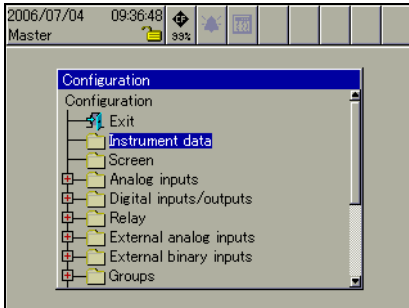 2006/07/04 09:36:48
Master
99%
Configuration
Configuration
Exit
Instrument data
Screen
Analog inputs
Digital inputs/outputs
Relay
External analog inputs
External binary inputs
Groups